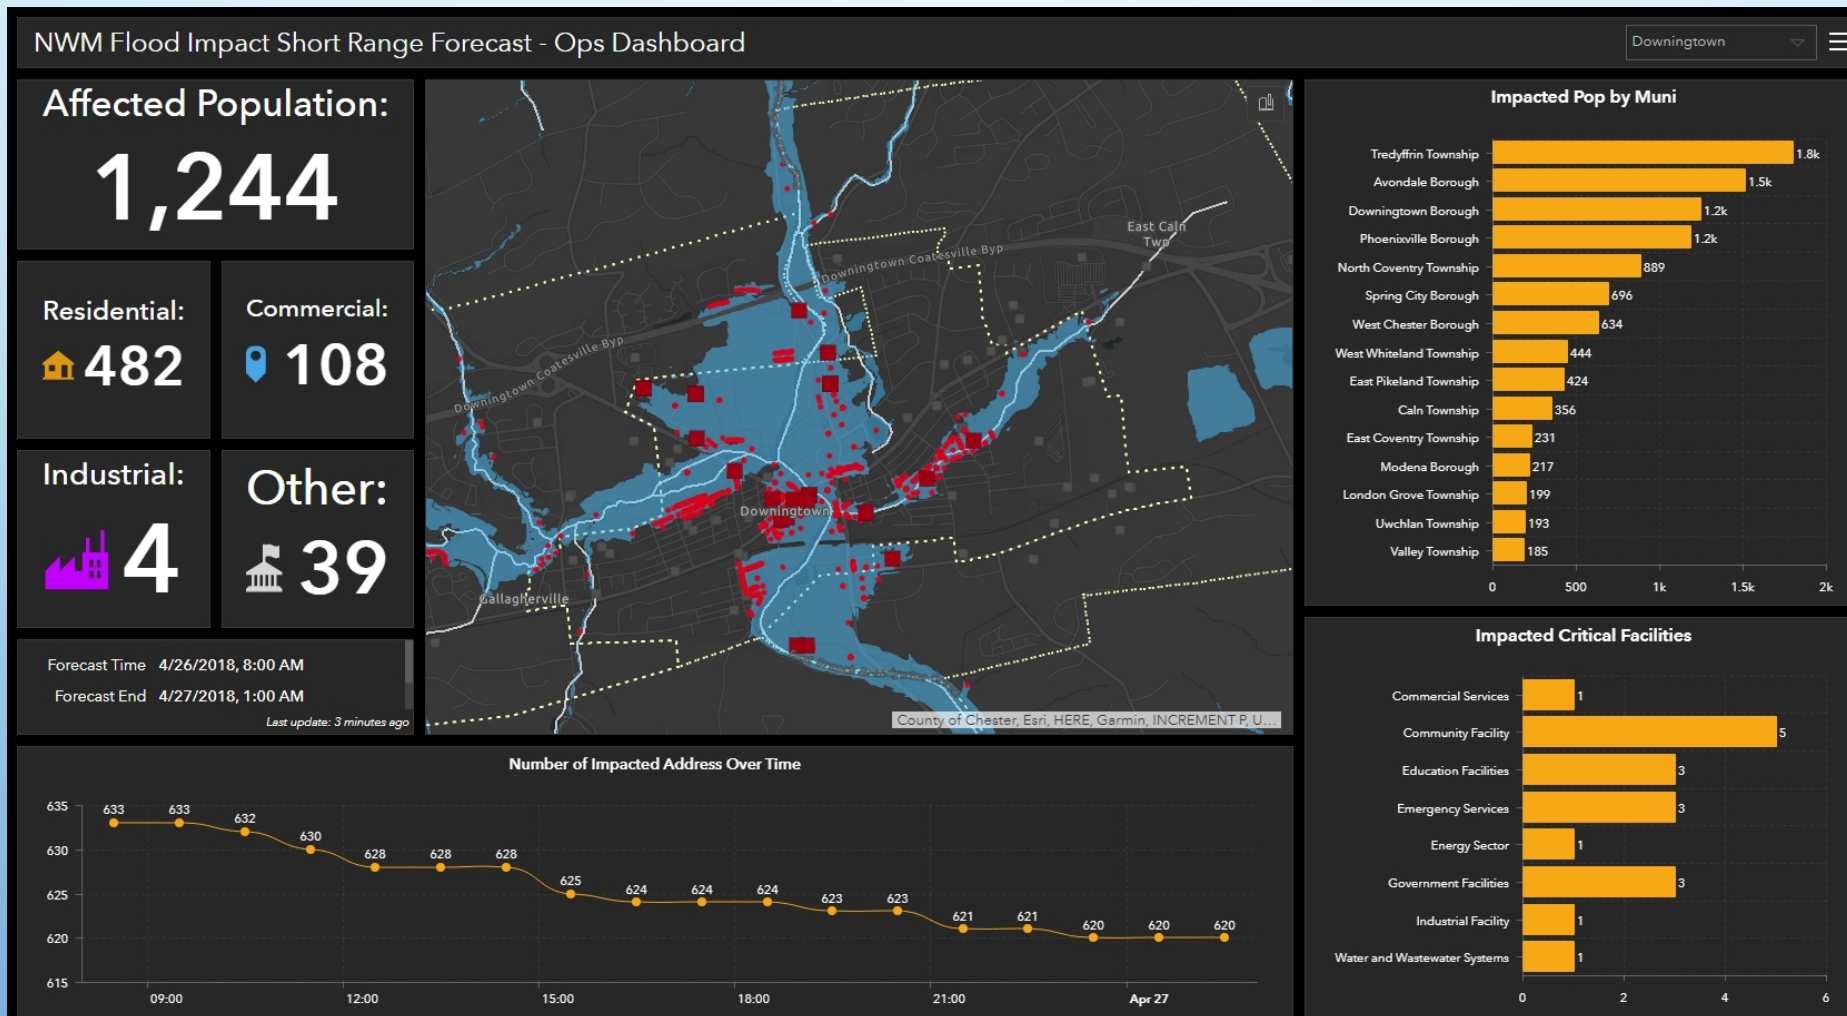 NWM Flood Impact Short Range Forecast - Ops Dashboard
Downingtown
Affected Population:
1,244
Residential:
482
Commercial:
108
Industrial:
4
Other:
39
Forecast Time 4/26/2018, 8:00 AM
Forecast End 4/27/2018, 1:00 AM
Last update: 3 minutes ago
East Caln
Twp
Downingtown Coatesville Byp
Downingtown Coatesville Byp
Downingtown
Gallagherville
County of Chester, Esri, HERE, Garmin, INCREMENT P, U...
Impacted Pop by Muni
Tredyffrin Township 1.8k
Avondale Borough 1.5k
Downingtown Borough 1.2k
Phoenixville Borough 1.2k
North Coventry Township 889
Spring City Borough 696
West Chester Borough 634
West Whiteland Township 444
East Pikeland Township 424
Caln Township 356
East Coventry Township 231
Modena Borough 217
London Grove Township 199
Uwchlan Township 193
Valley Township 185
0 500 1k 1.5k 2k
Impacted Critical Facilities
Commercial Services 1
Community Facility 5
Education Facilities 3
Emergency Services 3
Energy Sector 1
Government Facilities 3
Industrial Facility 1
Water and Wastewater Systems 1
0 2 4 6
Number of Impacted Address Over Time
635
630
625
620
615
633 633 632 630 628 628 628 625 624 624 624 623 623 621 621 620 620 620
09:00 12:00 15:00 18:00 21:00 Apr 27